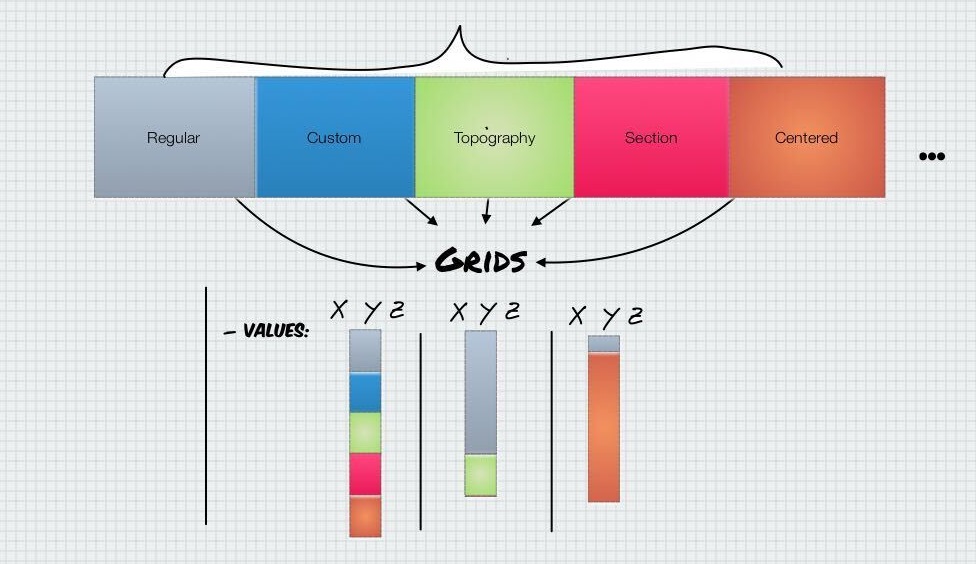 Regular Custom Topography Section Centered
...
GRIDS
X Y Z X Y Z X Y Z
- VALUES: